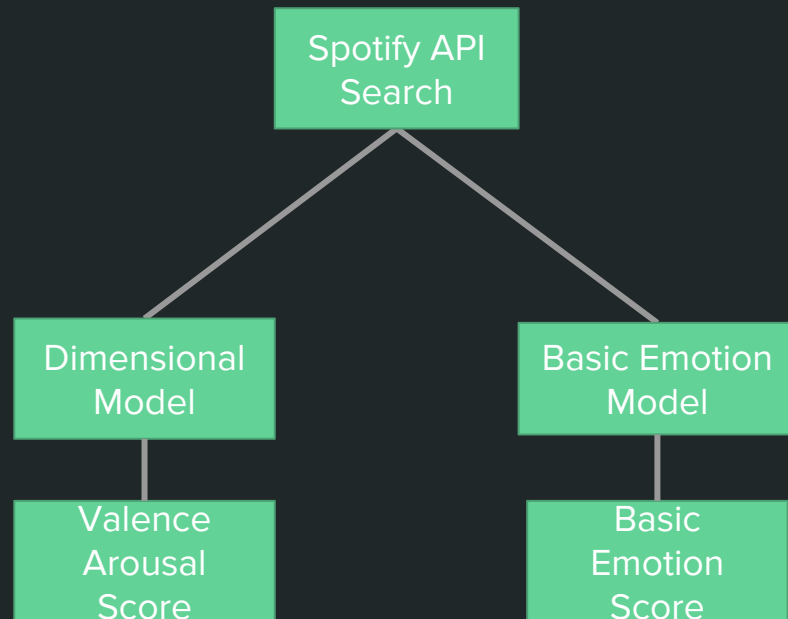 Spotify API
Search
Dimensional
Model
Basic Emotion
Model
Valence
Arousal
Score
Basic
Emotion
Score